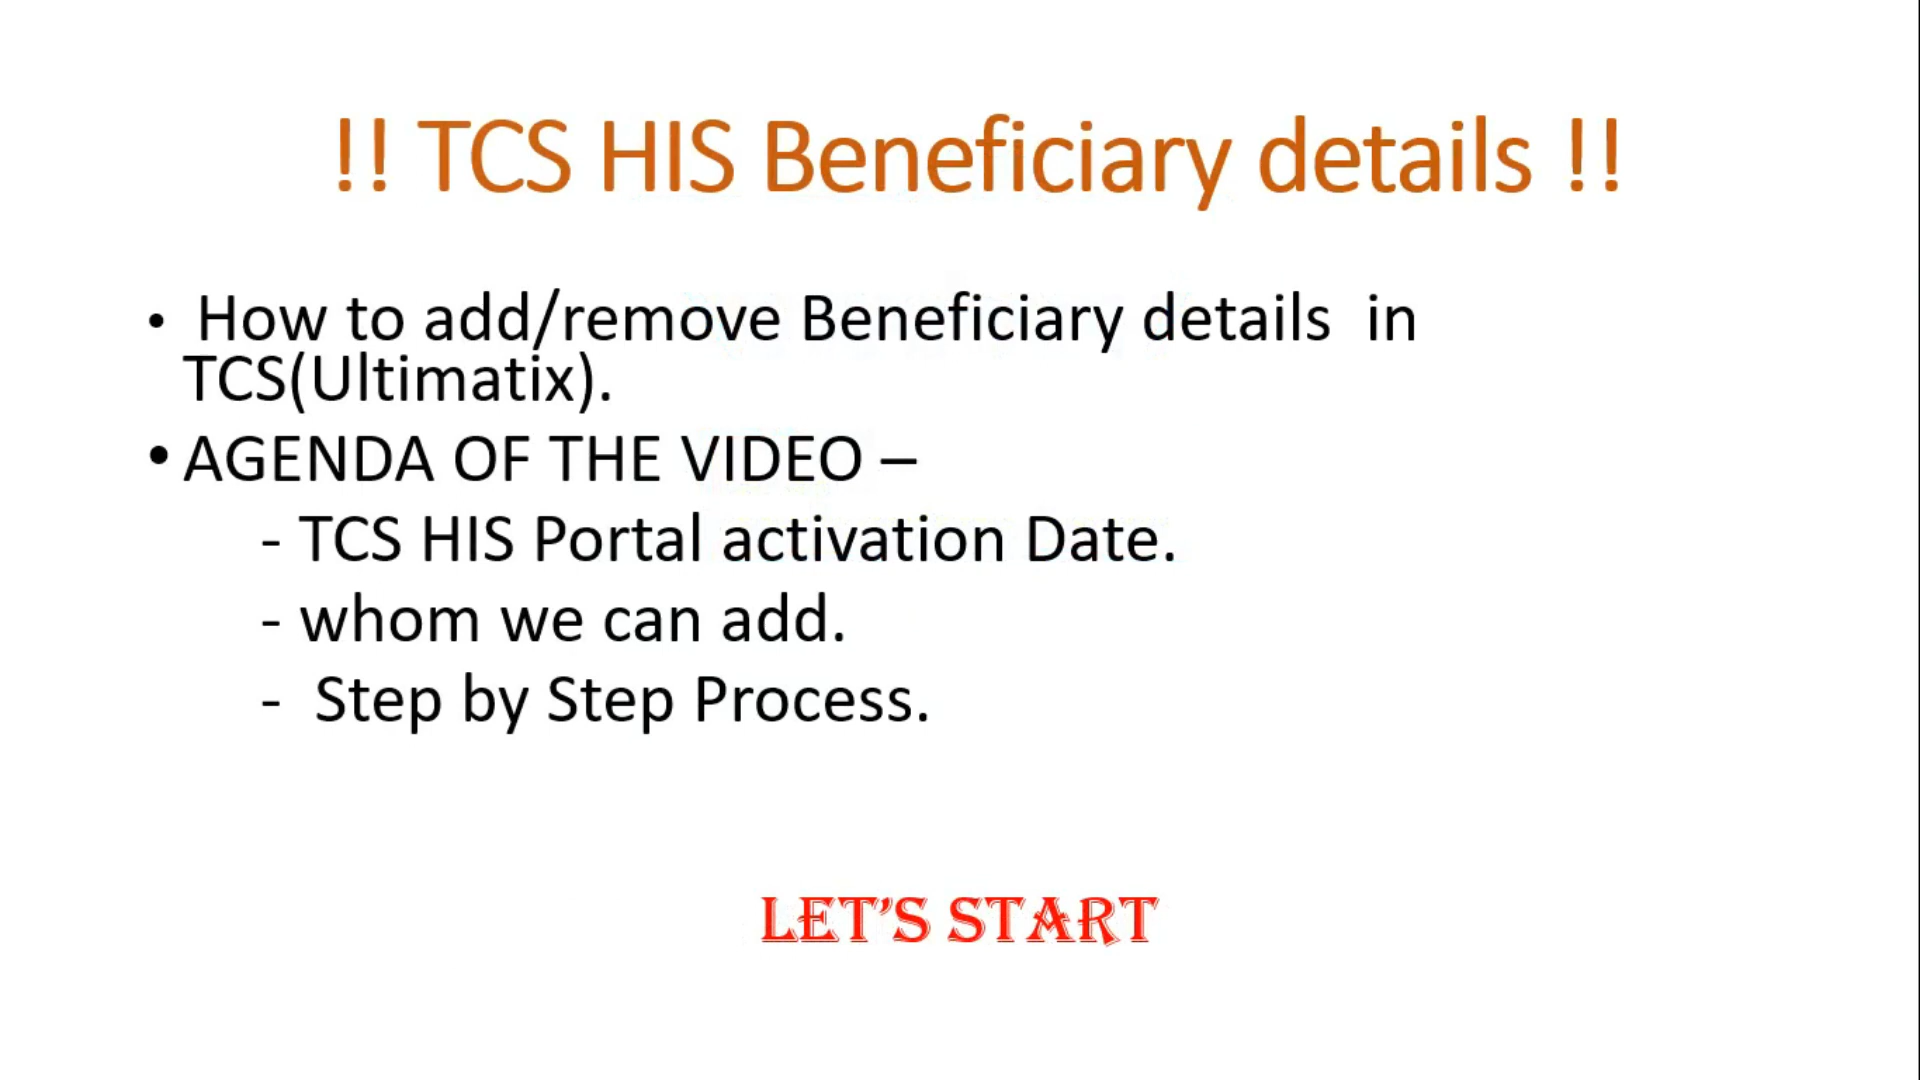 !! TCS HIS Beneficiary details !!
• How to add/remove Beneficiary details in
TCS(Ultimatix).
• AGENDA OF THE VIDEO –
- TCS HIS Portal activation Date.
- whom we can add.
- Step by Step Process.
LET'S START